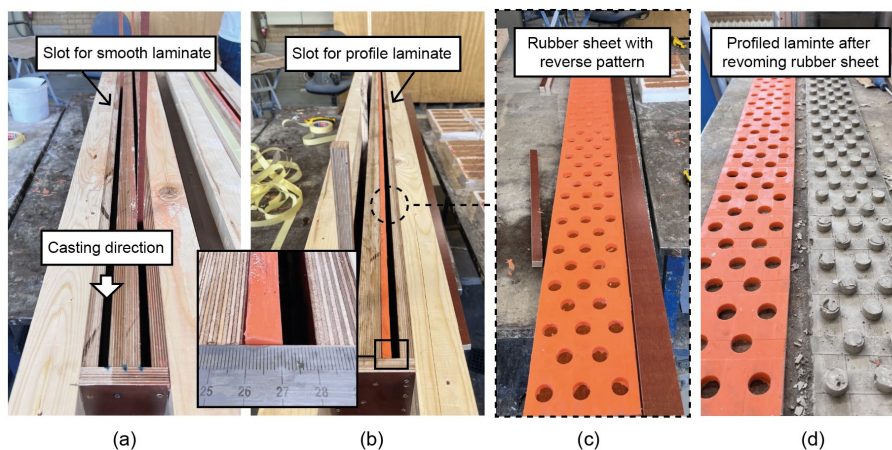 Slot for smooth laminate
Casting direction
Slot for profile laminate
25 26 27 28
Rubber sheet with
reverse pattern
Profiled laminte after
revoming rubber sheet
(a)
(b)
(c)
(d)